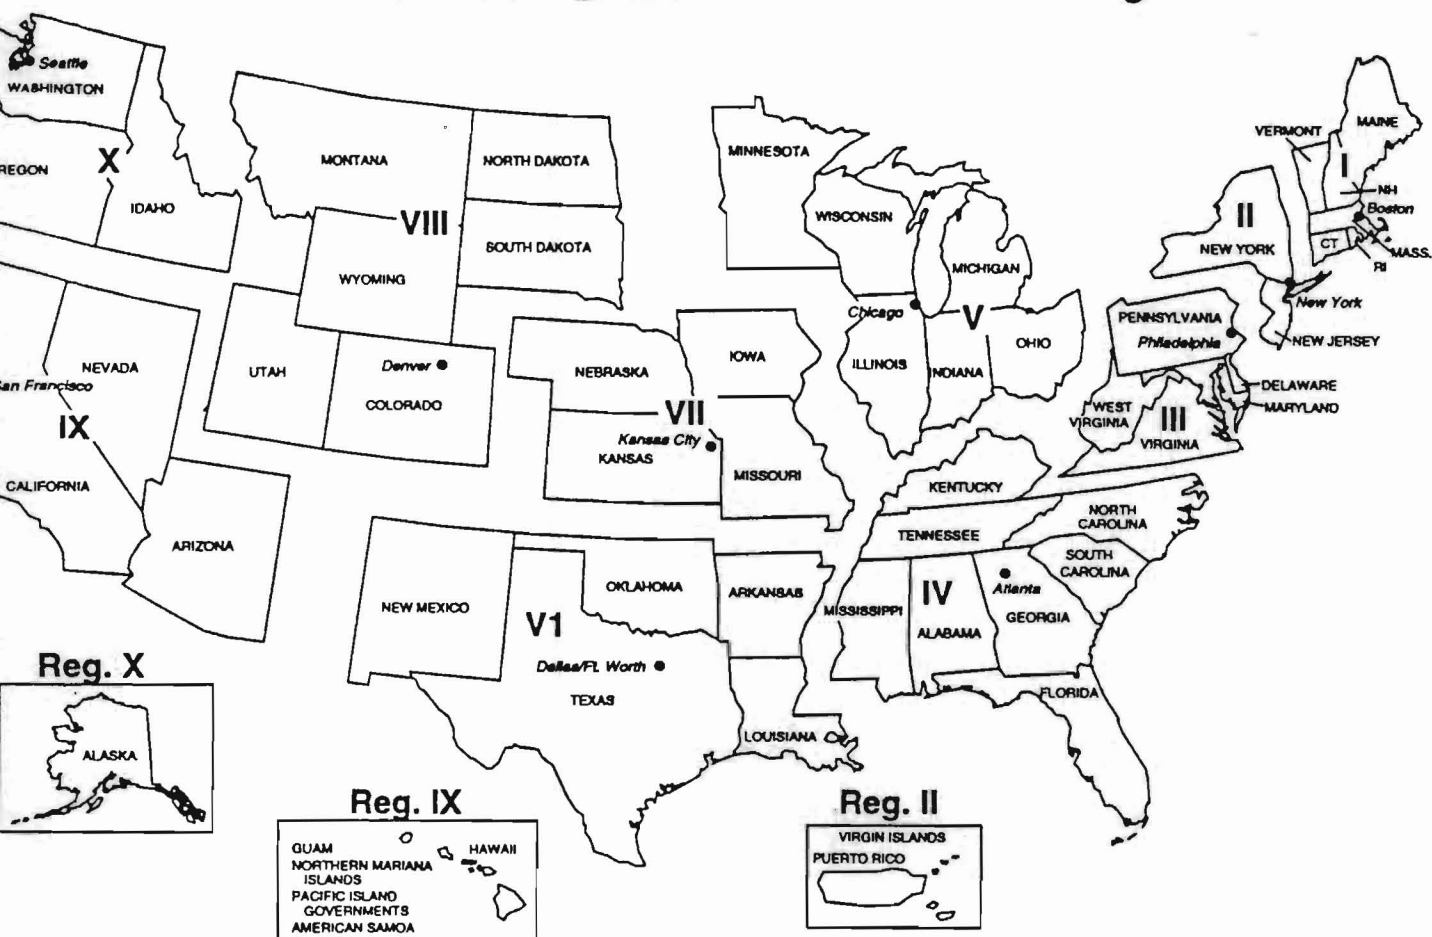 Seattle
WASHINGTON
REGON
X
IDAHO
MONTANA
NORTH DAKOTA
VIII
SOUTH DAKOTA
WYOMING
MINNESOTA
WISCONSIN
MICHIGAN
Chicago
V
ILLINOIS
INDIANA
OHIO
VERMONT
MAINE
I
NH
Boston
II
NEW YORK
CT
MASS.
RI
New York
PENNSYLVANIA
Philadelphia
NEW JERSEY
DELAWARE
MARYLAND
WEST
VIRGINIA
III
VIRGINIA
NEVADA
San Francisco
IX
CALIFORNIA
UTAH
Denver
COLORADO
ARIZONA
NEBRASKA
IOWA
VII
Kansas City
KANSAS
MISSOURI
KENTUCKY
TENNESSEE
NORTH
CAROLINA
SOUTH
CAROLINA
NEW MEXICO
OKLAHOMA
ARKANSAS
V1
Dallas/Ft. Worth
TEXAS
LOUISIANA
MISSISSIPPI
IV
ALABAMA
Atlanta
GEORGIA
FLORIDA
Reg. X
ALASKA
Reg. IX
GUAM
HAWAII
NORTHERN MARIANA
ISLANDS
PACIFIC ISLAND
GOVERNMENTS
AMERICAN SAMOA
Reg. II
VIRGIN ISLANDS
PUERTO RICO